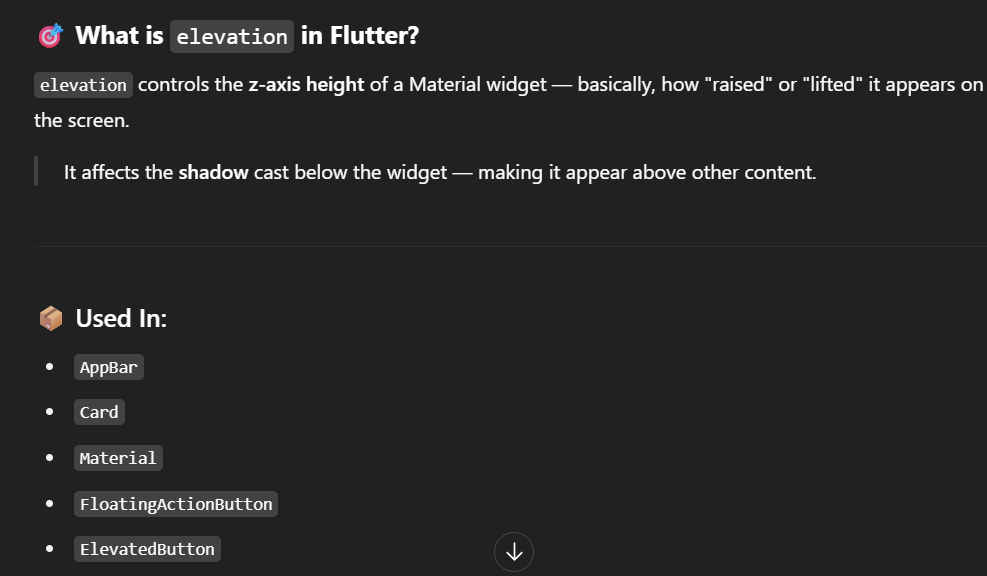 🎯 What is elevation in Flutter?
elevation controls the z-axis height of a Material widget — basically, how "raised" or "lifted" it appears on
the screen.
It affects the shadow cast below the widget — making it appear above other content.
📦 Used In:
• AppBar
• Card
• Material
• FloatingActionButton
• ElevatedButton